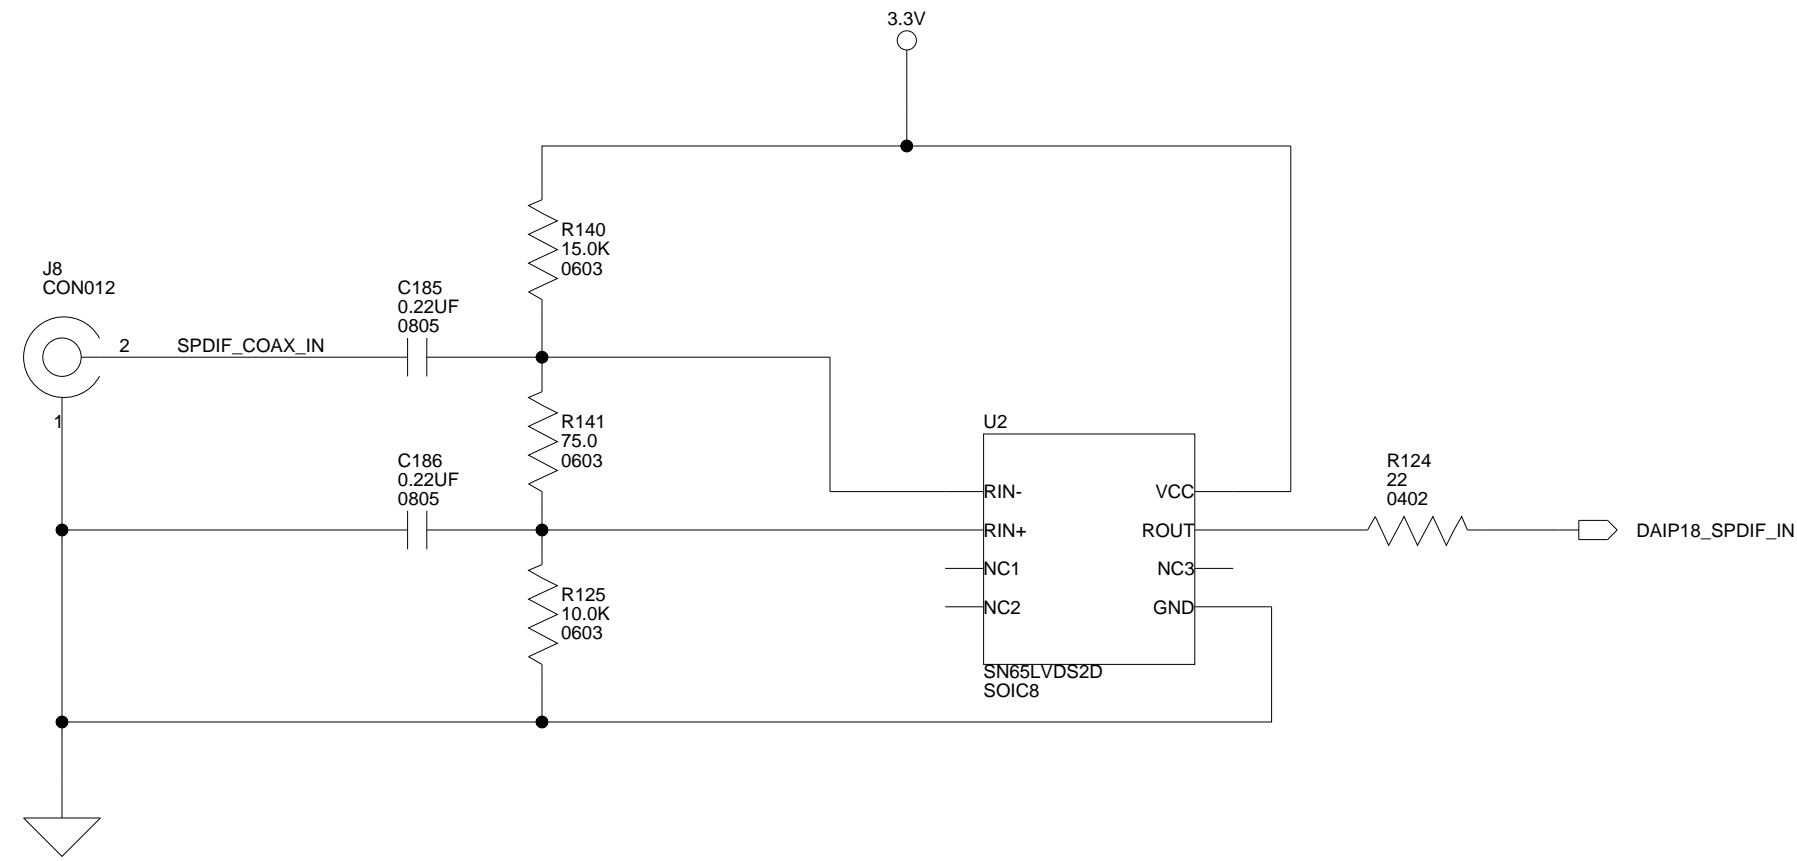 3.3V
R140
15.0K
0603
J8
CON012
C185
0.22UF
0805
2
SPDIF_COAX_IN
1
R141
75.0
0603
C186
0.22UF
0805
U2
RIN-
VCC
RIN+
ROUT
NC1
NC3
NC2
GND
SN65LVDS2D
SOIC8
R124
22
0402
DAIP18_SPDIF_IN
R125
10.0K
0603